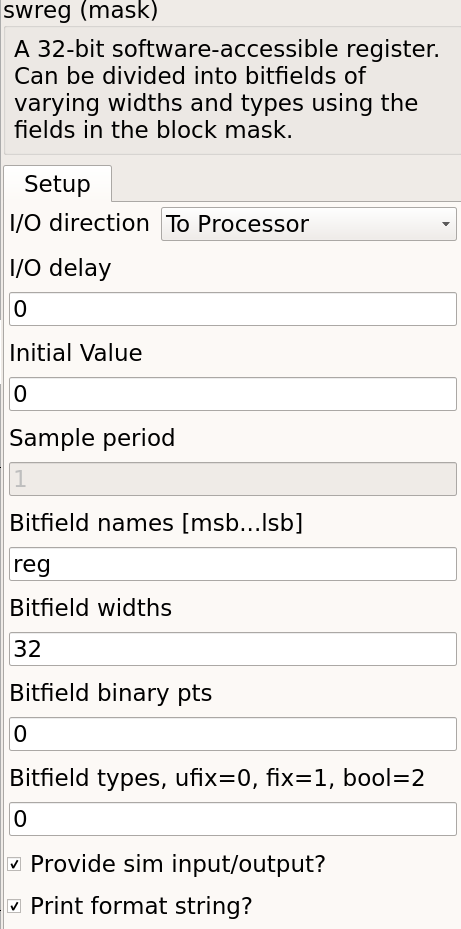 swreg (mask)
A 32-bit software-accessible register.
Can be divided into bitfields of
varying widths and types using the
fields in the block mask.
Setup
I/O direction To Processor
I/O delay
0
Initial Value
0
Sample period
1
Bitfield names [msb...lsb]
reg
Bitfield widths
32
Bitfield binary pts
0
Bitfield types, ufix=0, fix=1, bool=2
0
Provide sim input/output?
Print format string?